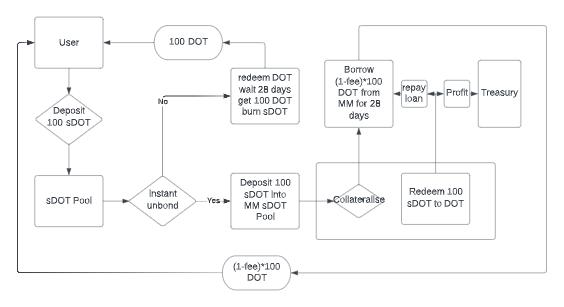 User
100 DOT
redeem DOT
wait 28 days
get 100 DOT
burn sDOT
Borrow
(1-fee)*100
DOT from
MM for 28
days
repay
loan
Profit
Treasury
No
Deposit
100 sDOT
sDOT Pool
Instant
unbond
Yes
Deposit 100
sDOT into
MM sDOT
Pool
Collateralise
Redeem 100
sDOT to DOT
(1-fee)*100
DOT